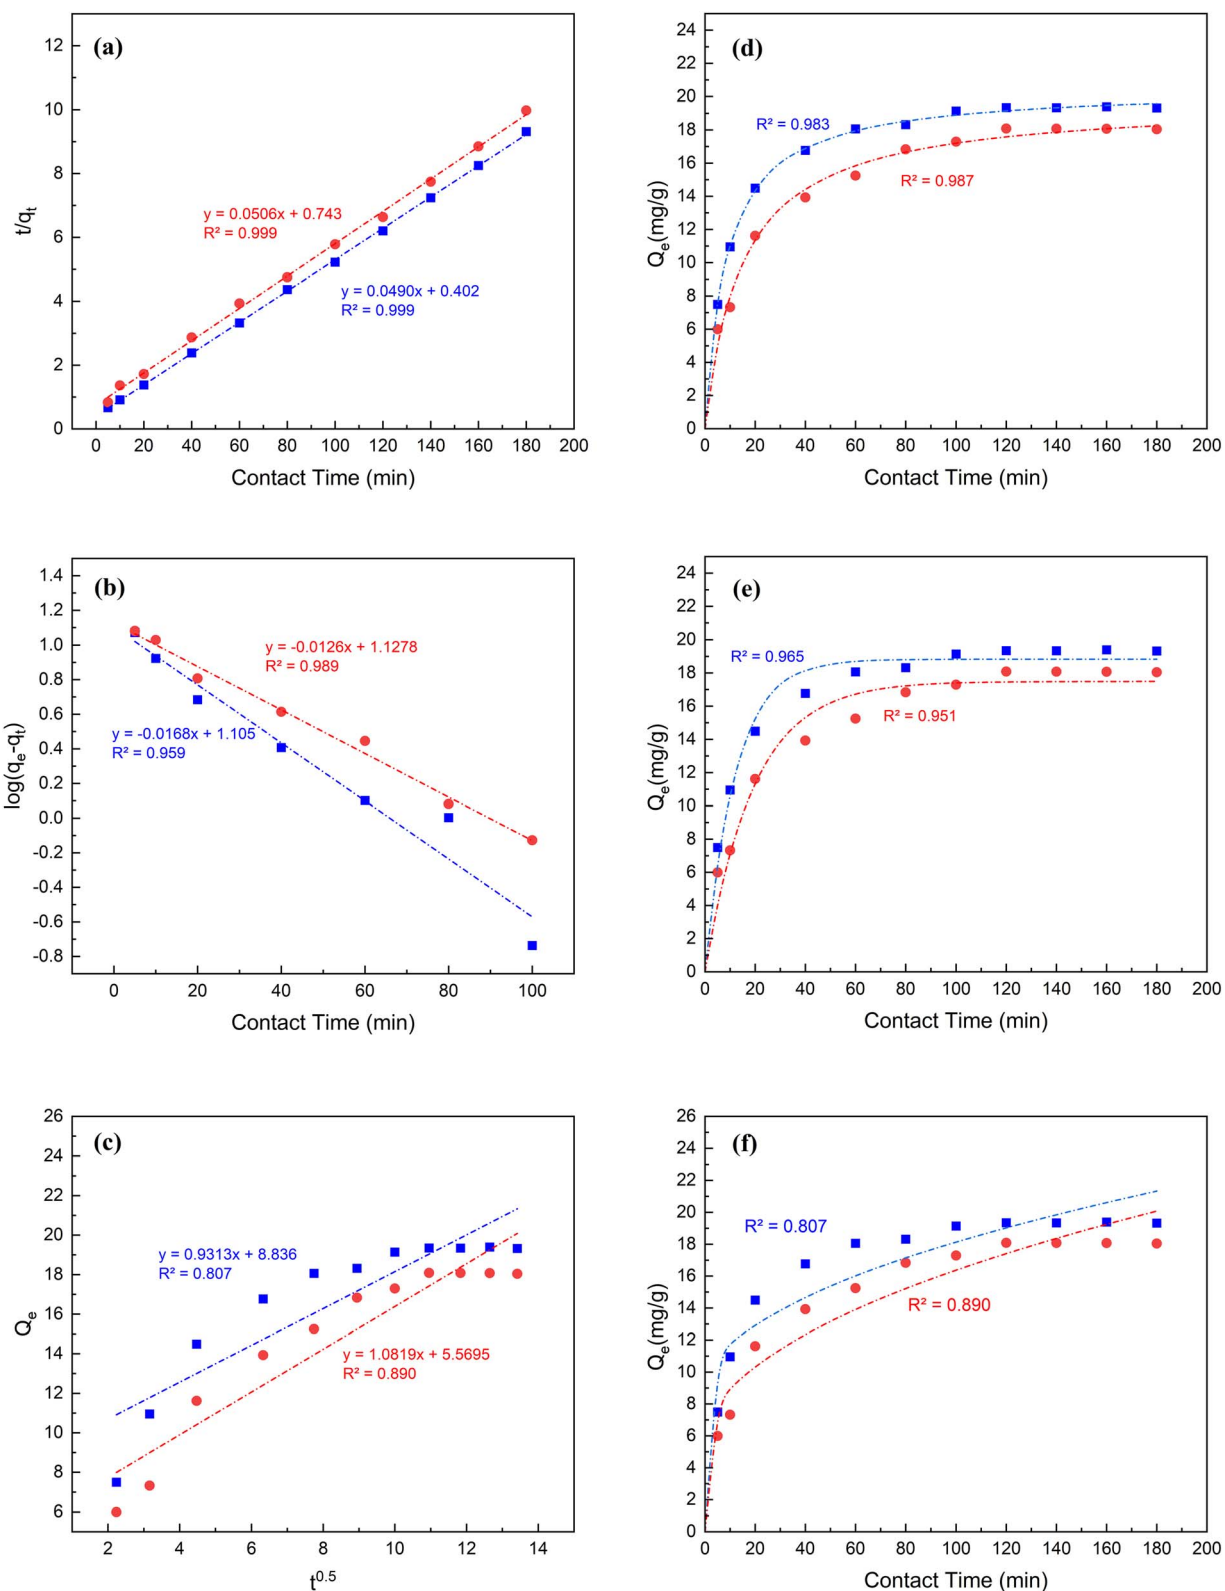 (a)
12
10
8
6
4
2
0
t/qt
y = 0.0506x + 0.743
R² = 0.999
y = 0.0490x + 0.402
R² = 0.999
0 20 40 60 80 100 120 140 160 180 200
Contact Time (min)
(d)
24
22
20
18
16
14
12
10
8
6
4
2
0
Qe(mg/g)
R² = 0.983
R² = 0.987
0 20 40 60 80 100 120 140 160 180 200
Contact Time (min)
(b)
1.4
1.2
1.0
0.8
0.6
0.4
0.2
0.0
-0.2
-0.4
-0.6
-0.8
log(qe-qt)
y = -0.0126x + 1.1278
R² = 0.989
y = -0.0168x + 1.105
R² = 0.959
0 20 40 60 80 100
Contact Time (min)
(e)
24
22
20
18
16
14
12
10
8
6
4
2
0
Qe(mg/g)
R² = 0.965
R² = 0.951
0 20 40 60 80 100 120 140 160 180 200
Contact Time (min)
(c)
26
24
22
20
18
16
14
12
10
8
6
Qe
y = 0.9313x + 8.836
R² = 0.807
y = 1.0819x + 5.5695
R² = 0.890
2 4 6 8 10 12 14
t0.5
(f)
26
24
22
20
18
16
14
12
10
8
6
4
2
0
Qe(mg/g)
R² = 0.807
R² = 0.890
0 20 40 60 80 100 120 140 160 180 200
Contact Time (min)